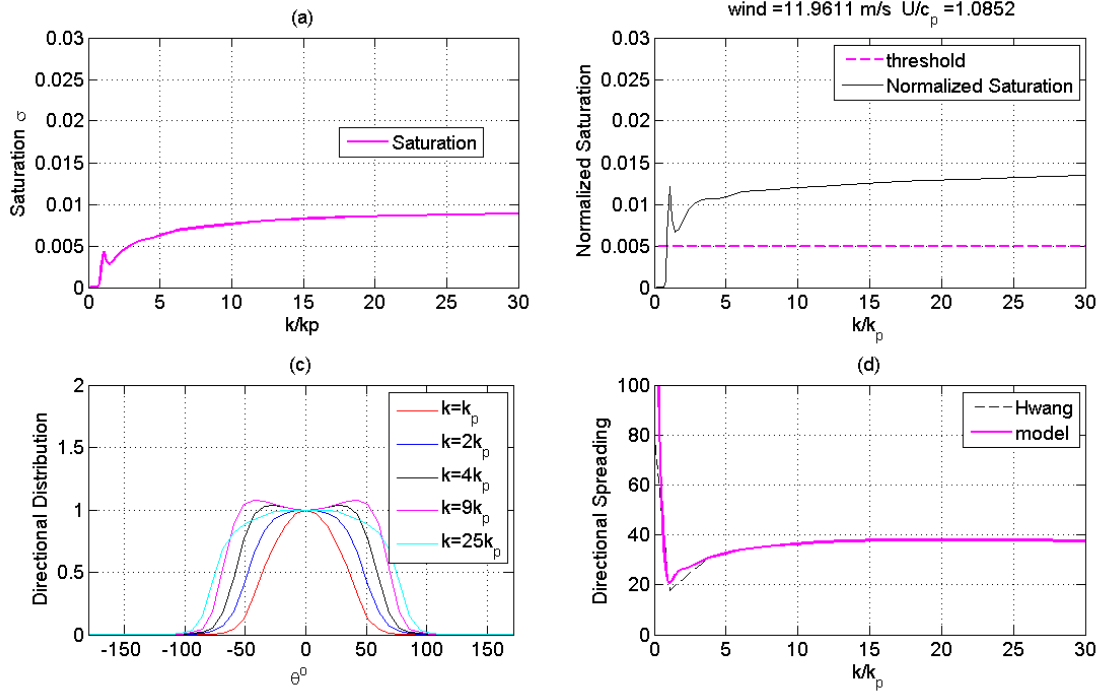 (a)
0.03
0.025
0.02
0.015
0.01
0.005
0
Saturation σ
Saturation
0 5 10 15 20 25 30
k/kp
wind =11.9611 m/s U/c_p =1.0852
0.03
0.025
0.02
0.015
0.01
0.005
0
Normalized Saturation
threshold
Normalized Saturation
0 5 10 15 20 25 30
k/k_p
(c)
2
1.5
1
0.5
0
Directional Distribution
k=k_p
k=2k_p
k=4k_p
k=9k_p
k=25k_p
-150 -100 -50 0 50 100 150
θ^o
(d)
100
80
60
40
20
0
Directional Spreading
Hwang
model
0 5 10 15 20 25 30
k/k_p